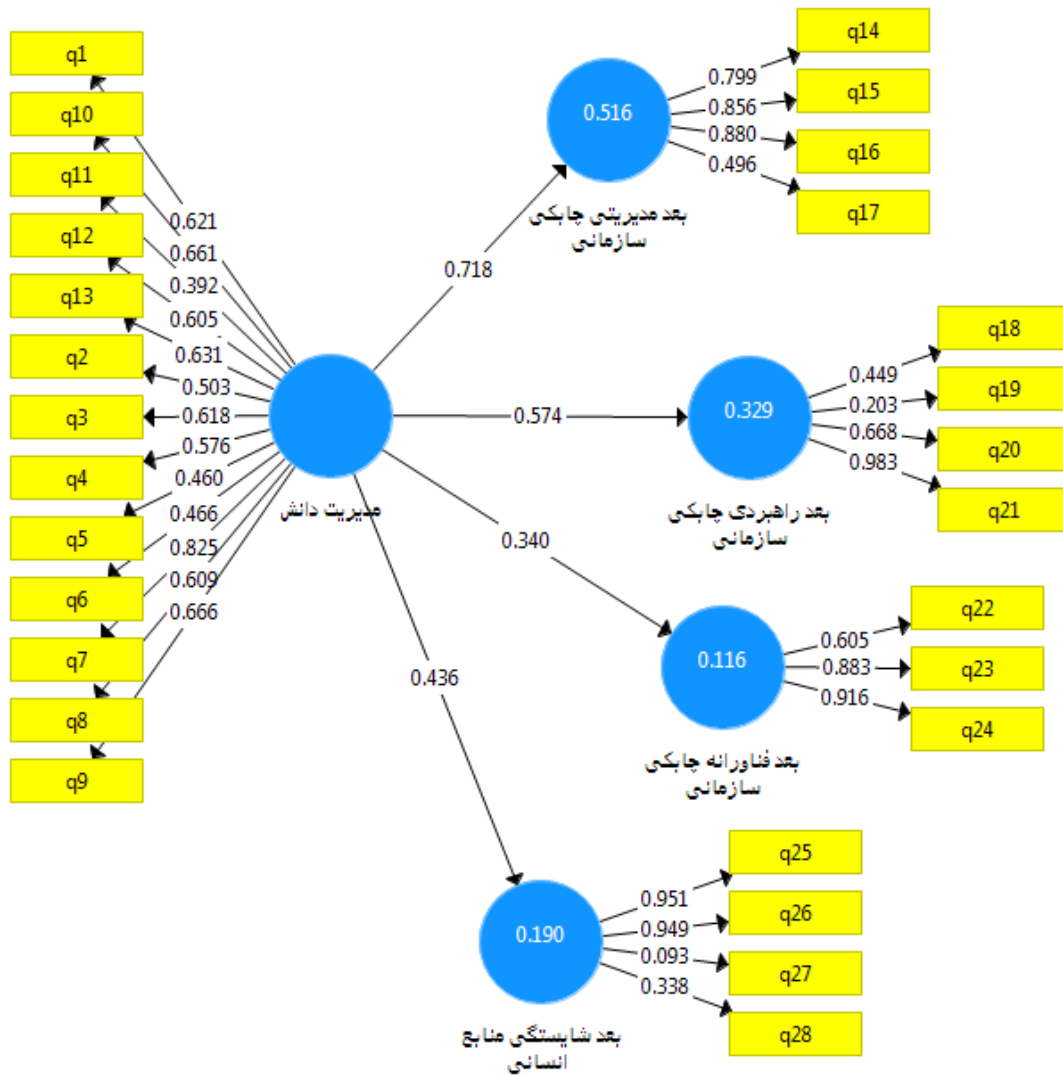 q1
q10
q11
q12
q13
q2
q3
q4
q5
q6
q7
q8
q9
0.621
0.661
0.392
0.605
0.631
0.503
0.618
0.576
0.460
0.466
0.825
0.609
0.666
مدیریت دانش
0.718
0.574
0.340
0.436
0.516
بعد مدیریتی چابکی
سازمانی
0.799
0.856
0.880
0.496
q14
q15
q16
q17
0.329
بعد راهبردی چابکی
سازمانی
0.449
0.203
0.668
0.983
q18
q19
q20
q21
0.116
بعد فناورانه چابکی
سازمانی
0.605
0.883
0.916
q22
q23
q24
0.190
بعد شایستگی منابع
انسانی
0.951
0.949
0.093
0.338
q25
q26
q27
q28